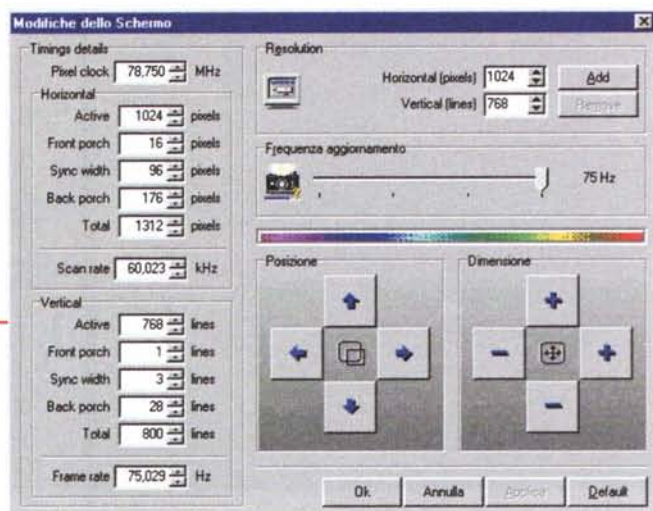 Modifiche dello Schermo
Timings details
Pixel clock 78,750 MHz
Horizontal
Active 1024 pixels
Front porch 16 pixels
Sync width 96 pixels
Back porch 176 pixels
Total 1312 pixels
Scan rate 60,023 kHz
Vertical
Active 768 lines
Front porch 1 lines
Sync width 3 lines
Back porch 28 lines
Total 800 lines
Frame rate 75,029 Hz
Resolution
Horizontal (pixels) 1024 Add
Vertical (lines) 768 Remove
Frequenza aggiornamento
75 Hz
Posizione
Dimensione
Ok Annulla Applica Default